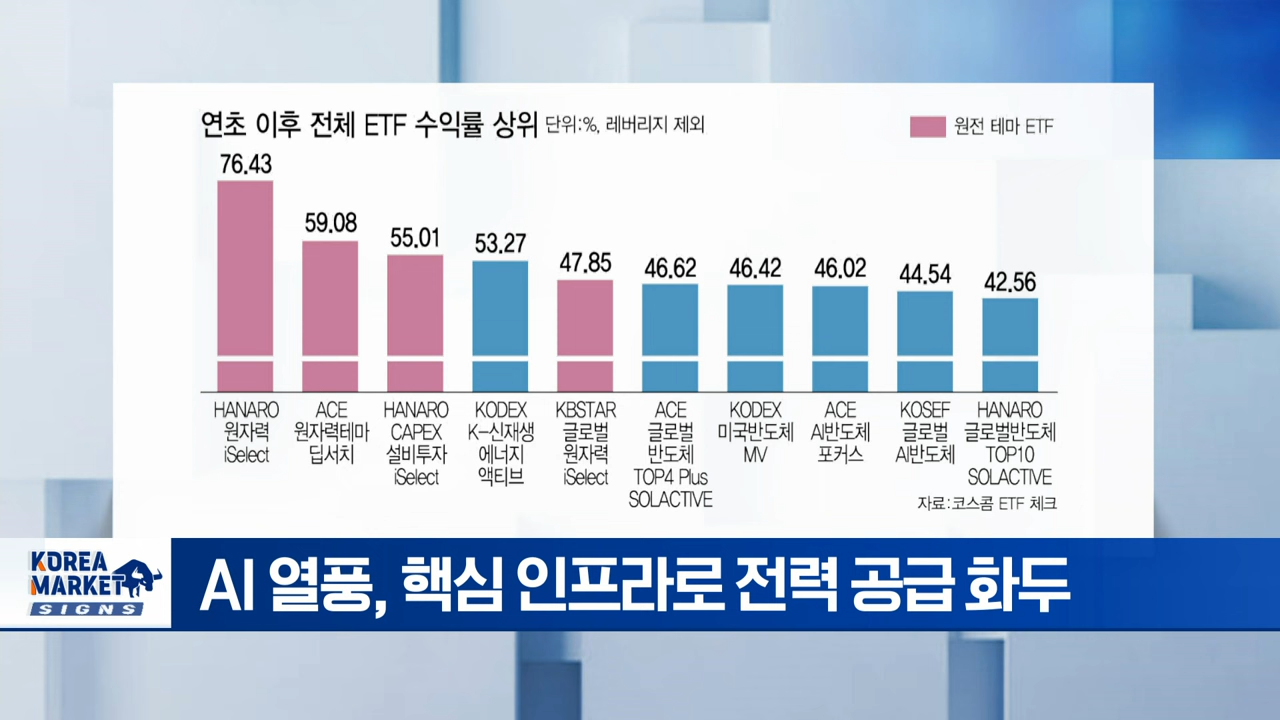 연초 이후 전체 ETF 수익률 상위 단위:%, 레버리지 제외
원전 테마 ETF
76.43
59.08
55.01
53.27
47.85
46.62
46.42
46.02
44.54
42.56
HANARO
원자력
iSelect
ACE
원자력테마
딥서치
HANARO
CAPEX
설비투자
iSelect
KODEX
K-신재생
에너지
액티브
KBSTAR
글로벌
원자력
iSelect
ACE
글로벌
반도체
TOP4 Plus
SOLACTIVE
KODEX
미국반도체
MV
ACE
AI반도체
포커스
KOSEF
글로벌
AI반도체
HANARO
글로벌반도체
TOP10
SOLACTIVE
자료:코스콤 ETF 체크
KOREA
MARKET
SIGNS
AI 열풍, 핵심 인프라로 전력 공급 화두